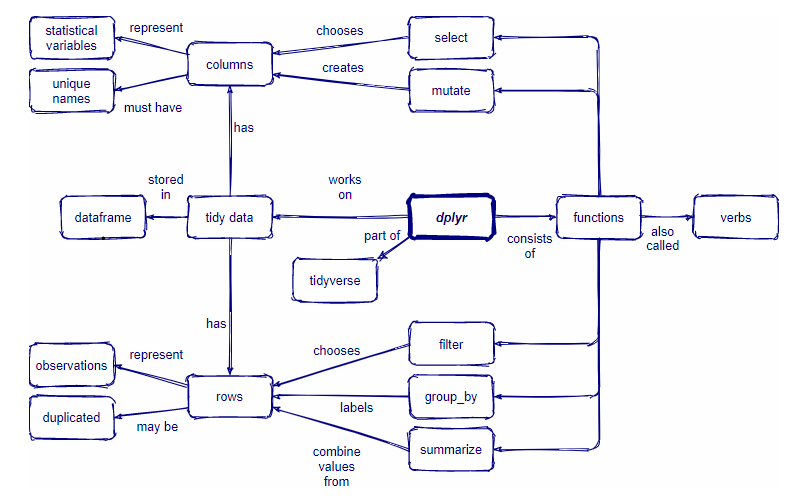 statistical
variables
represent
chooses
select
columns
creates
unique
names
must have
mutate
has
stored
in
works
on
dataframe
tidy data
dplyr
functions
verbs
part of
consists
of
also
called
tidyverse
has
observations
represent
chooses
filter
rows
group_by
labels
duplicated
may be
summarize
combine
values
from